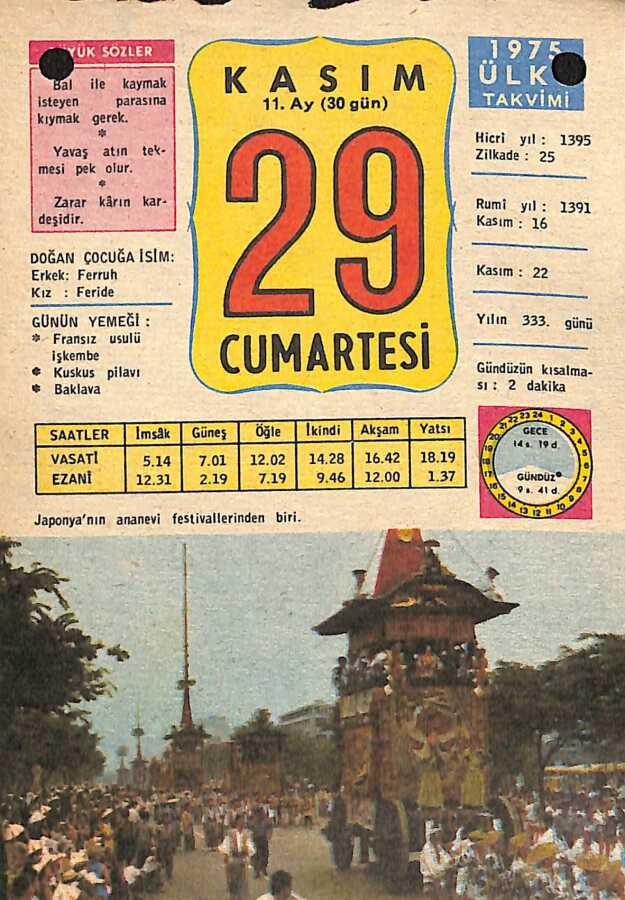 YÜK SÖZLER
Bal ile kaymak
isteyen parasına
kıymak gerek.
*
Yavaş atın tek-
mesi pek olur.
*
Zarar kârın kar-
deşidir.
DOĞAN ÇOCUĞA İSİM:
Erkek: Ferruh
Kız : Feride
GÜNÜN YEMEĞİ :
* Fransız usulü
işkembe
* Kuskus pilavı
* Baklava
KASIM
11. Ay (30 gün)
29
CUMARTESİ
1975
ÜLK
TAKVİMİ
Hicrî yıl : 1395
Zilkade : 25
Rumî yıl : 1391
Kasım : 16
Kasım : 22
Yılın 333. günü
Gündüzün kısalma-
sı : 2 dakika
SAATLER İmsâk Güneş Öğle İkindi Akşam Yatsı
VASATİ 5.14 7.01 12.02 14.28 16.42 18.19
EZANİ 12.31 2.19 7.19 9.46 12.00 1.37
GECE
14 s. 19 d.
GÜNDÜZ
9 s. 41 d.
Japonya'nın ananevi festivallerinden biri.